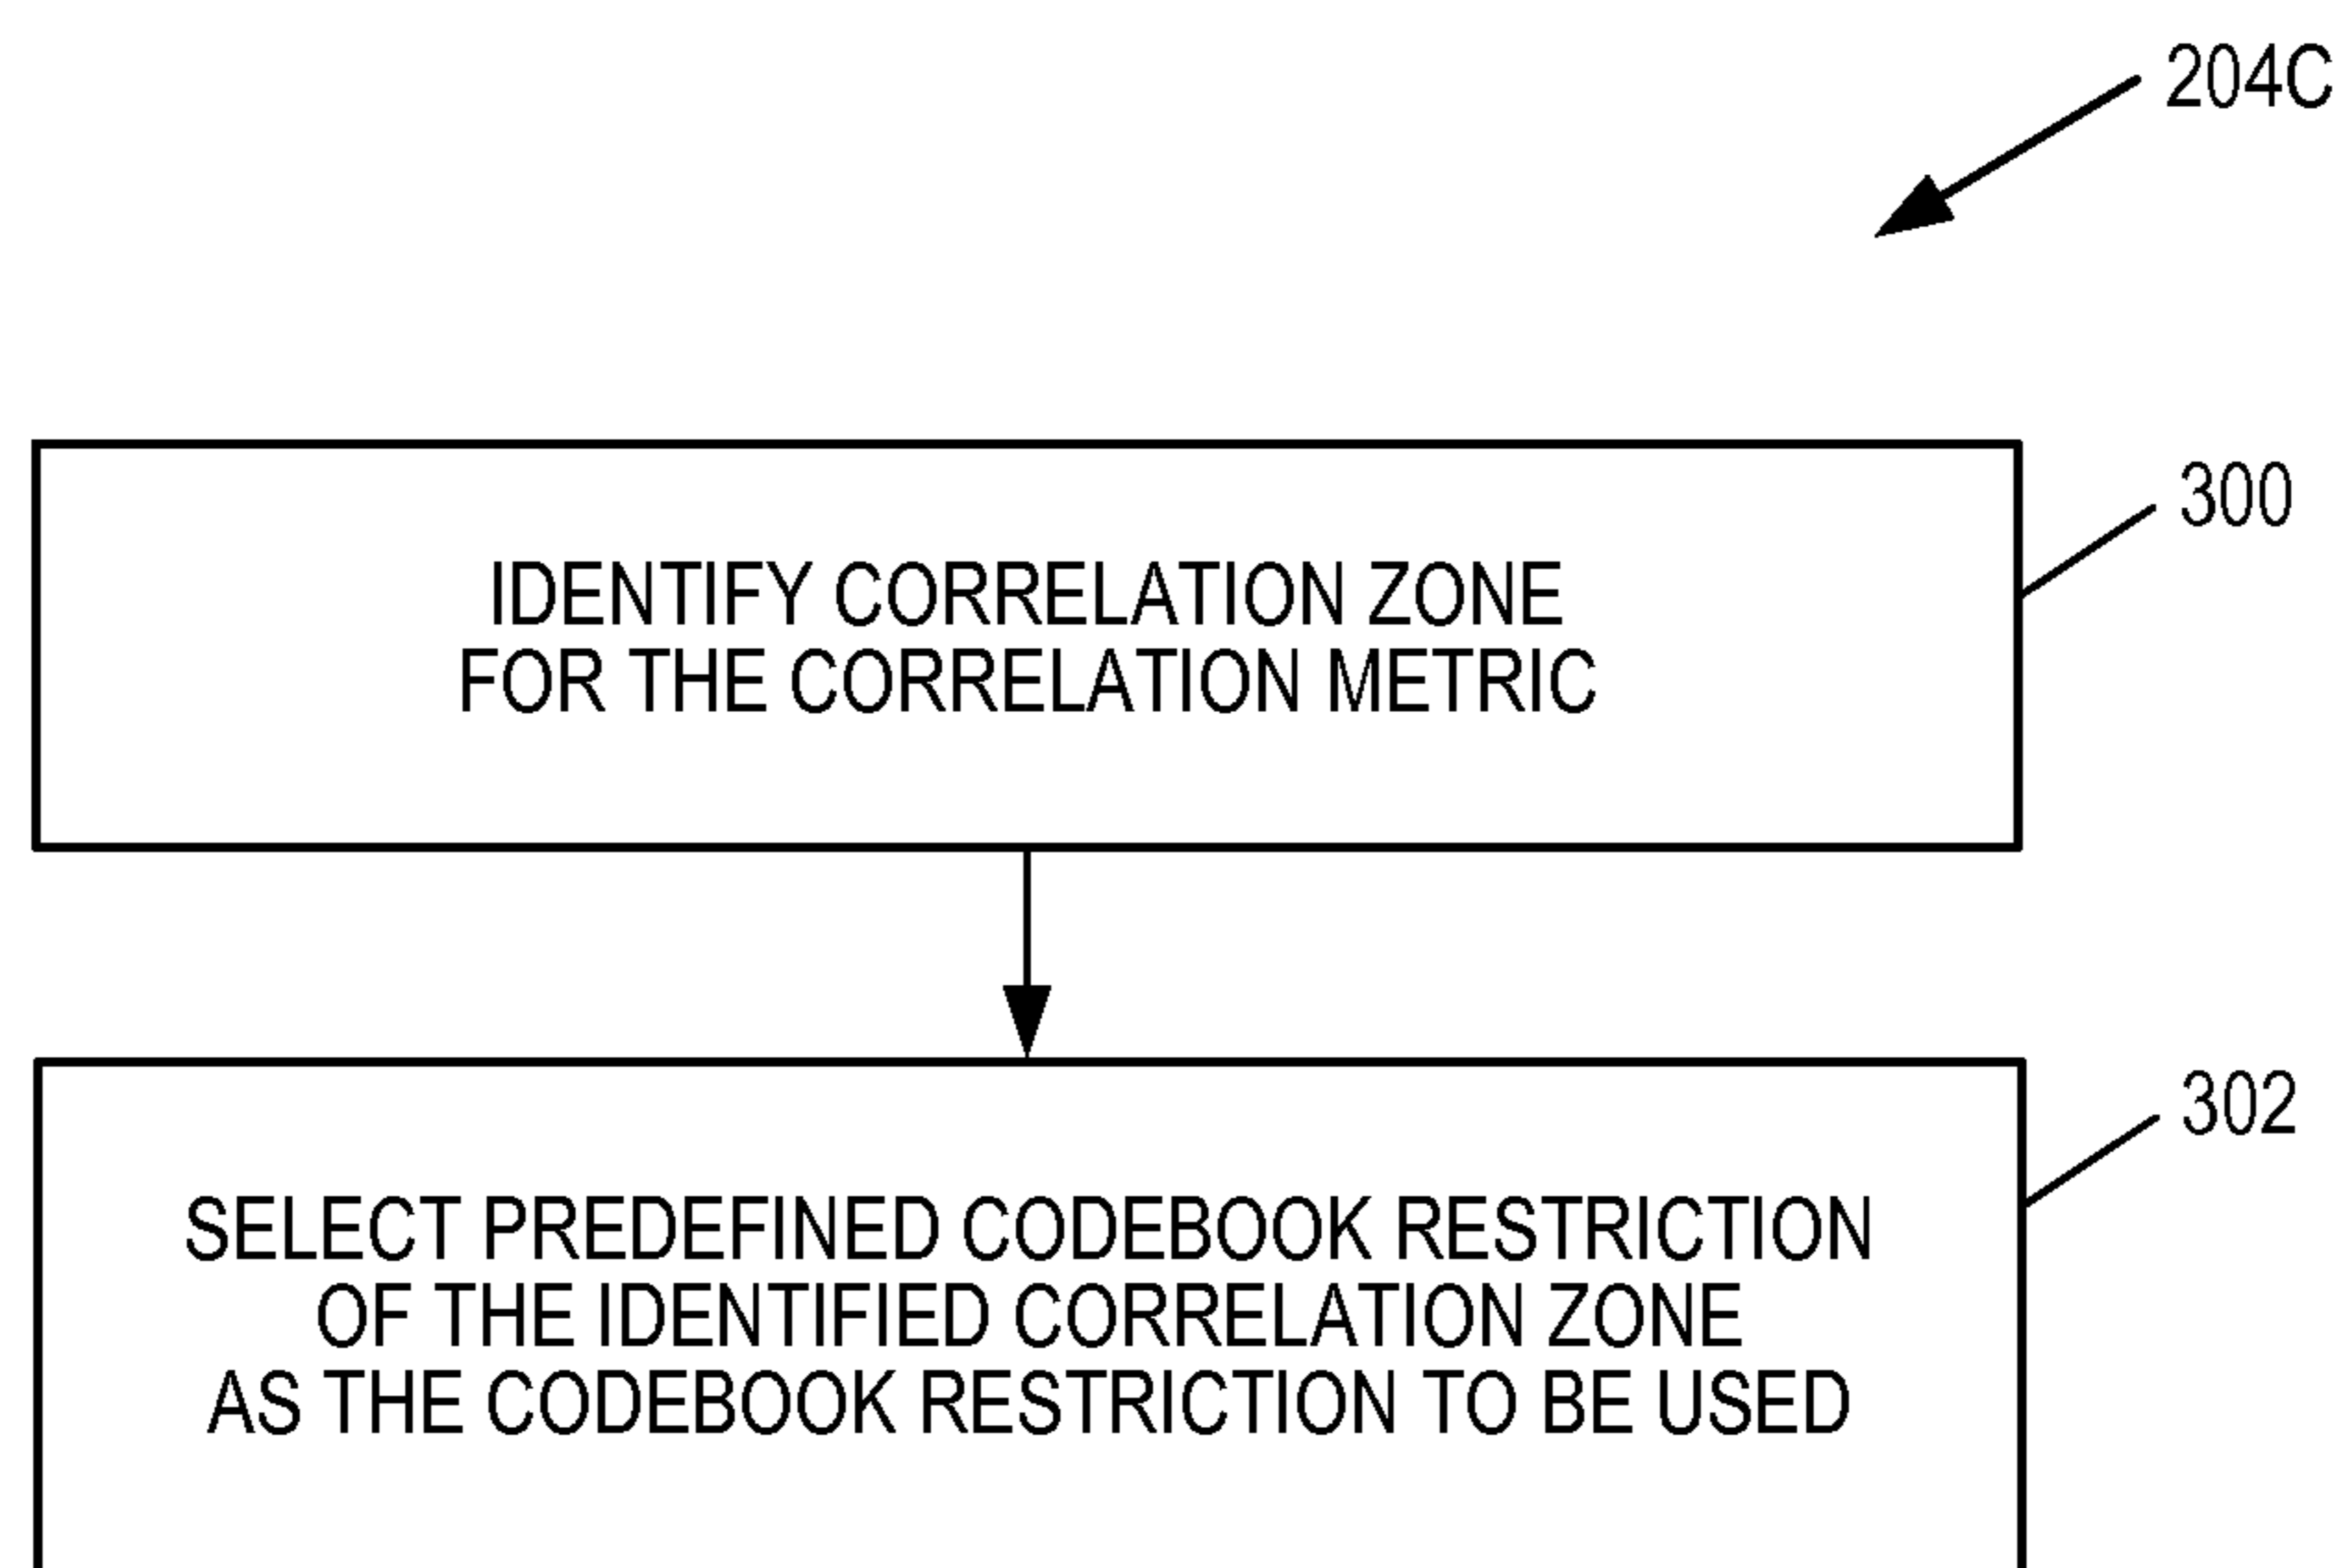 204C
300
IDENTIFY CORRELATION ZONE
FOR THE CORRELATION METRIC
302
SELECT PREDEFINED CODEBOOK RESTRICTION
OF THE IDENTIFIED CORRELATION ZONE
AS THE CODEBOOK RESTRICTION TO BE USED